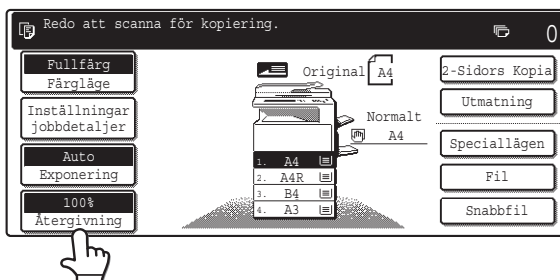 Redo att scanna för kopiering.
0
Fullfärg
Färgläge
Inställningar
jobbdetaljer
Auto
Exponering
100%
Återgivning
Original A4
Normalt
A4
1. A4
2. A4R
3. B4
4. A3
2-Sidors Kopia
Utmatning
Speciallägen
Fil
Snabbfil